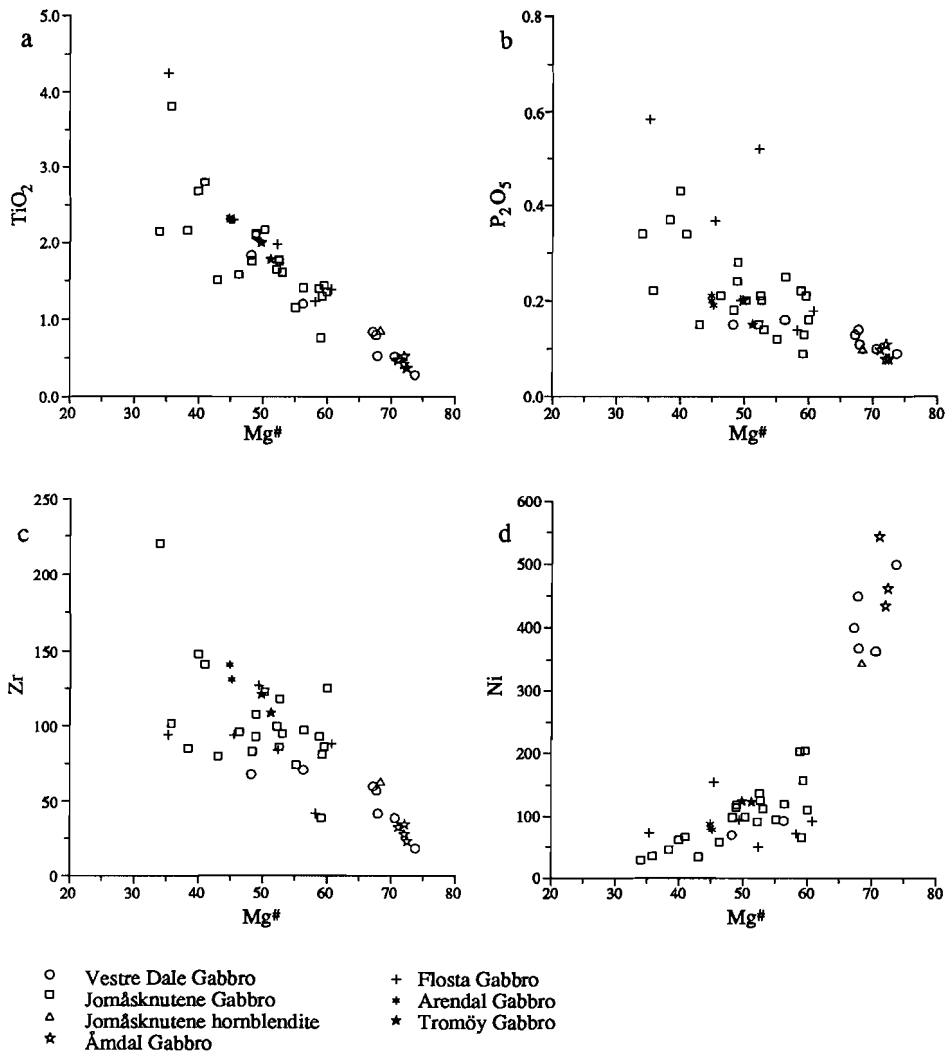 a
5.0
4.0
3.0
2.0
1.0
0.0
TiO2
20 30 40 50 60 70 80
Mg#
b
0.8
0.6
0.4
0.2
0.0
P2O5
20 30 40 50 60 70 80
Mg#
c
250
200
150
100
50
0
Zr
20 30 40 50 60 70 80
Mg#
d
600
500
400
300
200
100
0
Ni
20 30 40 50 60 70 80
Mg#
Vestre Dale Gabbro
Jomåsknutene Gabbro
Jomåsknutene hornblendite
Åmdal Gabbro
Flosta Gabbro
Arendal Gabbro
Tromöy Gabbro